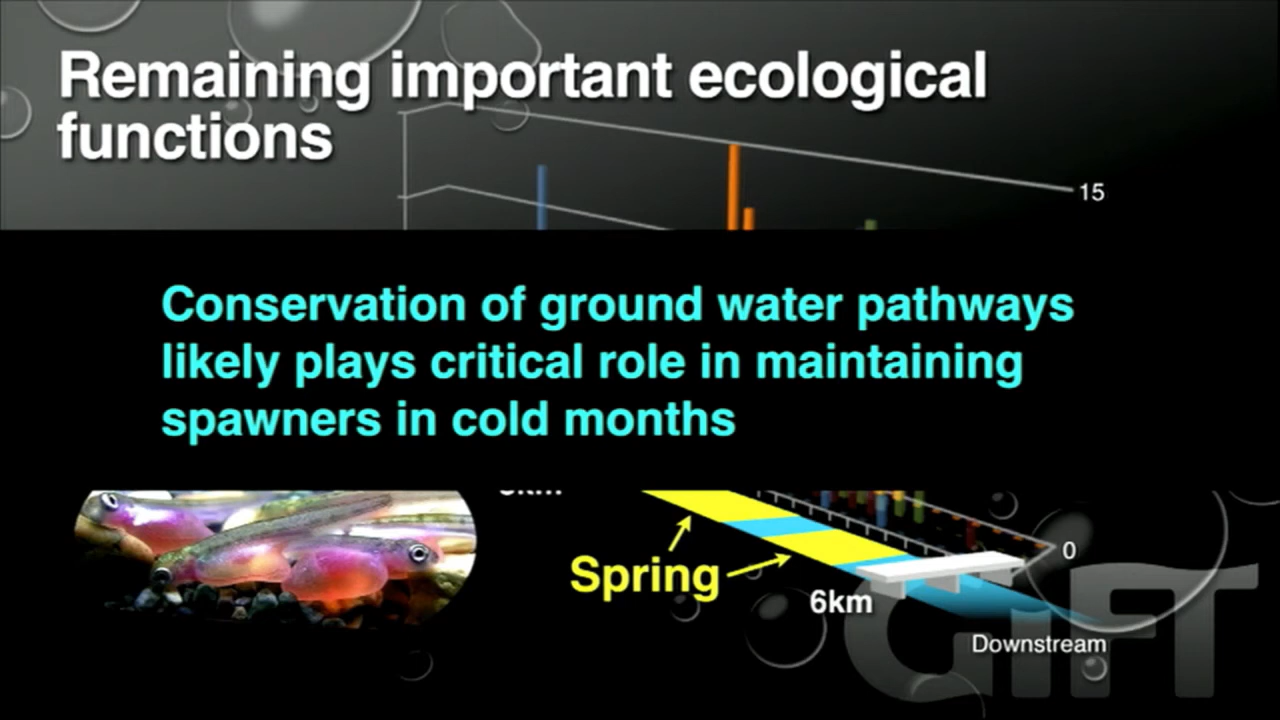 Remaining important ecological
functions
15
Conservation of ground water pathways
likely plays critical role in maintaining
spawners in cold months
Spring
0
6km
Downstream
GiFT